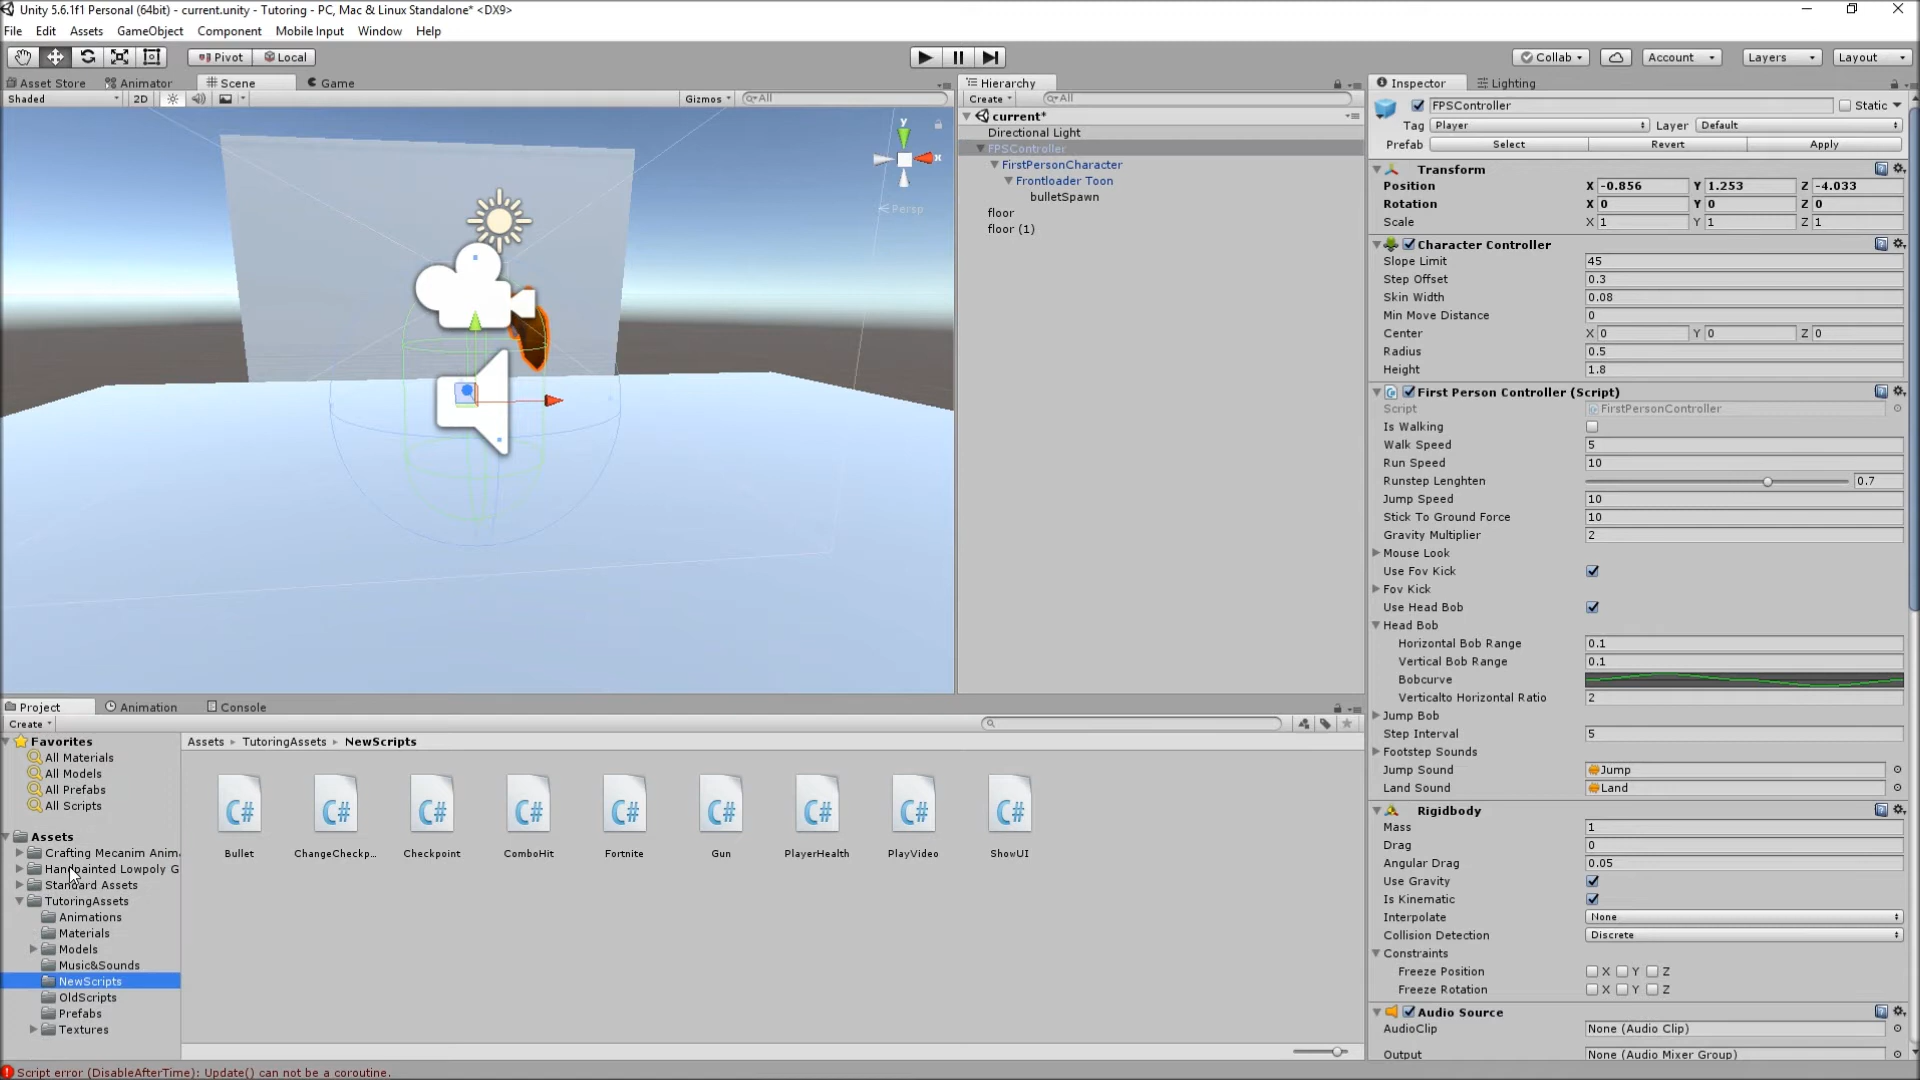 Unity 5.6.1f1 Personal (64bit) - current.unity - Tutoring - PC, Mac & Linux Standalone* <DX9>
File Edit Assets GameObject Component Mobile Input Window Help
Pivot Local Collab Account Layers Layout
Asset Store Animator Scene Game
Shaded 2D Gizmos All
y
x
Persp
Hierarchy
Create All
current*
Directional Light
FPSController
FirstPersonCharacter
Frontloader Toon
bulletSpawn
floor
floor (1)
Inspector Lighting
FPSController Static
Tag Player Layer Default
Prefab Select Revert Apply
Transform
Position X -0.856 Y 1.253 Z -4.033
Rotation X 0 Y 0 Z 0
Scale X 1 Y 1 Z 1
Character Controller
Slope Limit 45
Step Offset 0.3
Skin Width 0.08
Min Move Distance 0
Center X 0 Y 0 Z 0
Radius 0.5
Height 1.8
First Person Controller (Script)
Script FirstPersonController
Is Walking
Walk Speed 5
Run Speed 10
Runstep Lenghten 0.7
Jump Speed 10
Stick To Ground Force 10
Gravity Multiplier 2
Mouse Look
Use Fov Kick
Fov Kick
Use Head Bob
Head Bob
Horizontal Bob Range 0.1
Vertical Bob Range 0.1
Bobcurve
Verticalto Horizontal Ratio 2
Jump Bob
Step Interval 5
Footstep Sounds
Jump Sound Jump
Land Sound Land
Rigidbody
Mass 1
Drag 0
Angular Drag 0.05
Use Gravity
Is Kinematic
Interpolate None
Collision Detection Discrete
Constraints
Freeze Position X Y Z
Freeze Rotation X Y Z
Audio Source
AudioClip None (Audio Clip)
Output None (Audio Mixer Group)
Project Animation Console
Create
Favorites
All Materials
All Models
All Prefabs
All Scripts
Assets
Crafting Mecanim Anim
Handpainted Lowpoly G
Standard Assets
TutoringAssets
Animations
Materials
Models
Music&Sounds
NewScripts
OldScripts
Prefabs
Textures
Assets TutoringAssets NewScripts
C# C# C# C# C# C# C# C# C#
Bullet ChangeCheckp... Checkpoint ComboHit Fortnite Gun PlayerHealth PlayVideo ShowUI
Script error (DisableAfterTime): Update() can not be a coroutine.